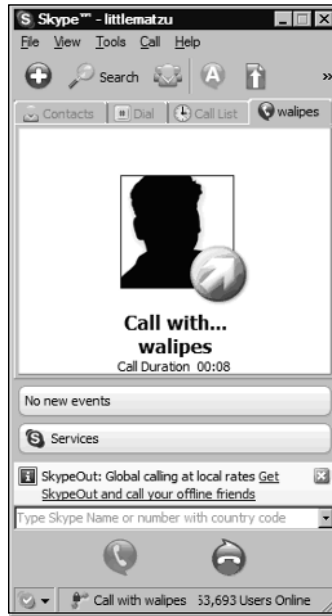 Skype™ - littlematzu
File View Tools Call Help
Search
Contacts Dial Call List walipes
Call with...
walipes
Call Duration 00:08
No new events
Services
SkypeOut: Global calling at local rates Get
SkypeOut and call your offline friends
Type Skype Name or number with country code
Call with walipes 53,693 Users Online